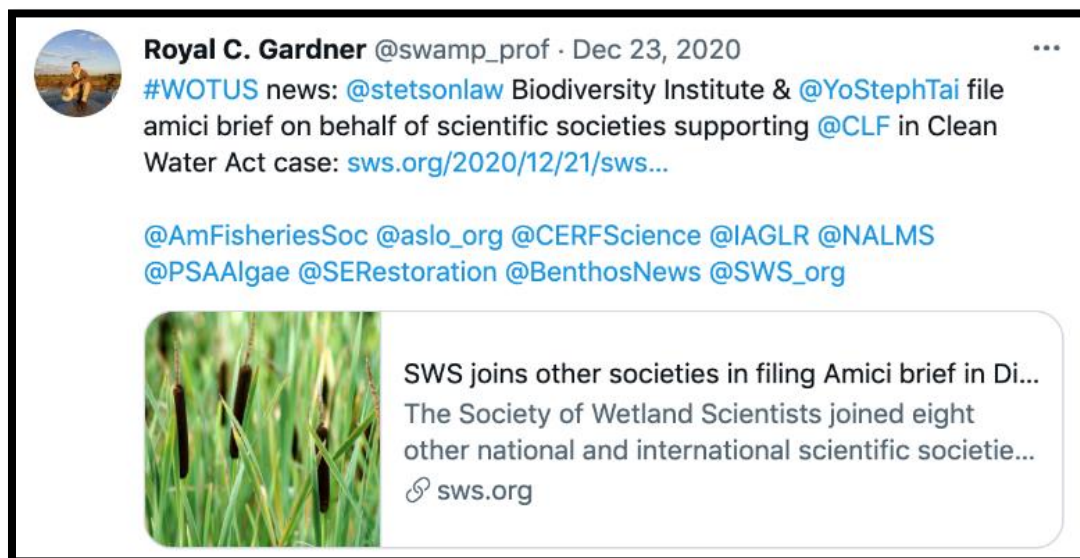 Royal C. Gardner @swamp_prof · Dec 23, 2020
#WOTUS news: @stetsonlaw Biodiversity Institute & @YoStephTai file
amici brief on behalf of scientific societies supporting @CLF in Clean
Water Act case: sws.org/2020/12/21/sws...
@AmFisheriesSoc @aslo_org @CERFScience @IAGLR @NALMS
@PSAAlgae @SERestoration @BenthosNews @SWS_org
SWS joins other societies in filing Amici brief in Di...
The Society of Wetland Scientists joined eight
other national and international scientific societie...
sws.org